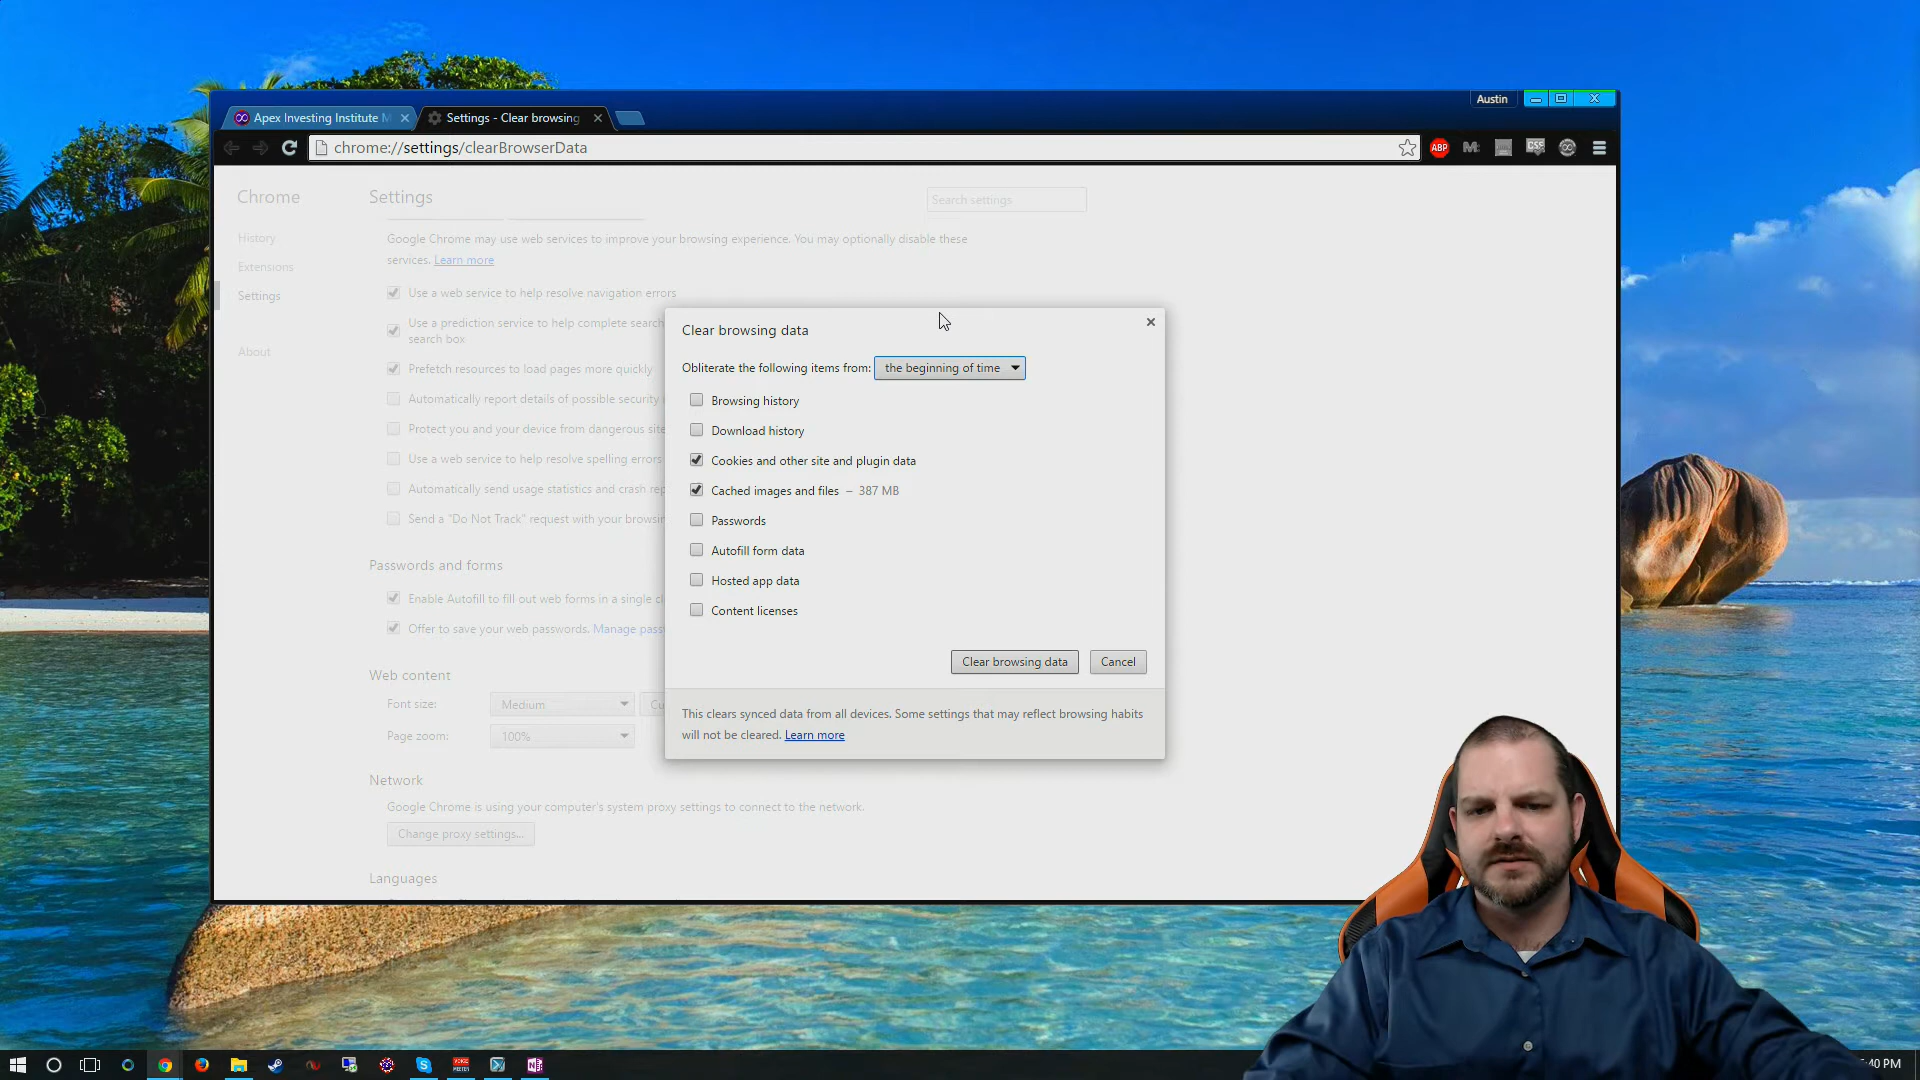 Austin
Apex Investing Institute M
Settings - Clear browsing
chrome://settings/clearBrowserData
ABP
CSF
Chrome
Settings
Search settings
History
Extensions
Settings
About
Google Chrome may use web services to improve your browsing experience. You may optionally disable these
services. Learn more
Use a web service to help resolve navigation errors
Use a prediction service to help complete search
search box
Prefetch resources to load pages more quickly
Automatically report details of possible security
Protect you and your device from dangerous site
Use a web service to help resolve spelling errors
Automatically send usage statistics and crash rep
Send a "Do Not Track" request with your browsin
Passwords and forms
Enable Autofill to fill out web forms in a single cl
Offer to save your web passwords. Manage pass
Web content
Font size: Medium Cu
Page zoom: 100%
Network
Google Chrome is using your computer's system proxy settings to connect to the network.
Change proxy settings...
Languages
Clear browsing data
Obliterate the following items from: the beginning of time
Browsing history
Download history
Cookies and other site and plugin data
Cached images and files – 387 MB
Passwords
Autofill form data
Hosted app data
Content licenses
Clear browsing data
Cancel
This clears synced data from all devices. Some settings that may reflect browsing habits
will not be cleared. Learn more
:40 PM